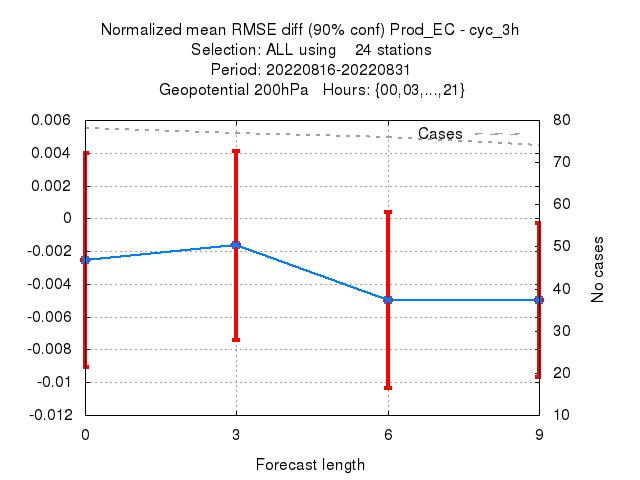 Normalized mean RMSE diff (90% conf) Prod_EC - cyc_3h
Selection: ALL using 24 stations
Period: 20220816-20220831
Geopotential 200hPa Hours: {00,03,...,21}
0.006
0.004
0.002
0
-0.002
-0.004
-0.006
-0.008
-0.01
-0.012
Cases
80
70
60
50
40
30
20
10
No cases
0 3 6 9
Forecast length